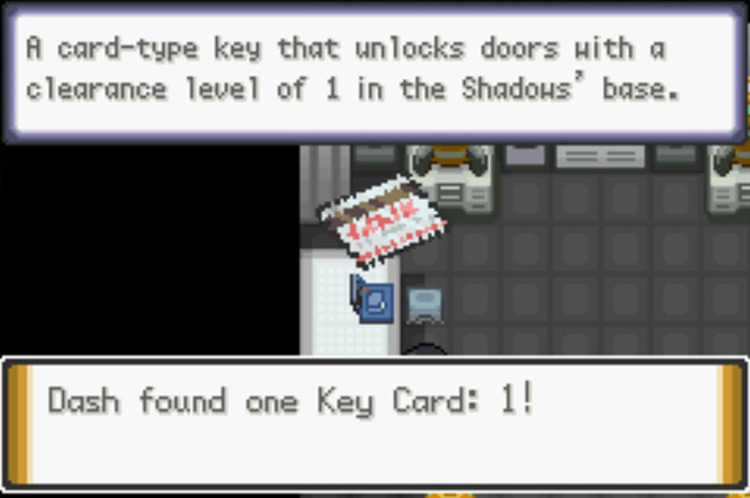 A card-type key that unlocks doors with a
clearance level of 1 in the Shadows' base.
Dash found one Key Card: 1!